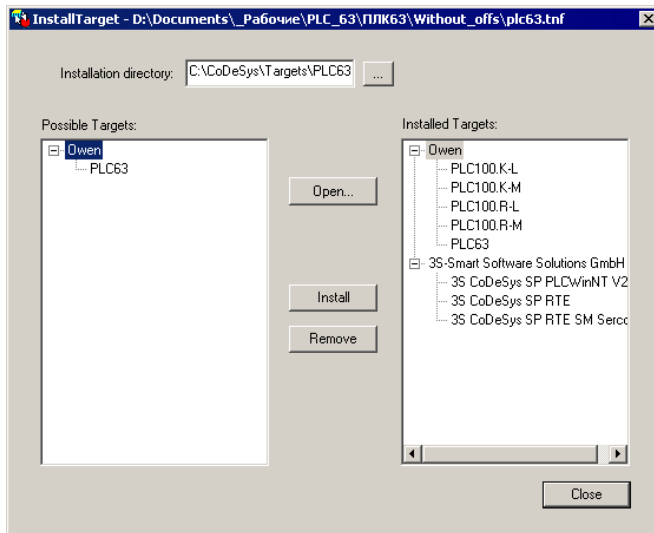 InstallTarget - D:\Documents\_Рабочие\PLC_63\ПЛК63\Without_offs\plc63.tnf
Installation directory: C:\CoDeSys\Targets\PLC63 ...
Possible Targets:
Owen
PLC63
Open...
Install
Remove
Installed Targets:
Owen
PLC100.K-L
PLC100.K-M
PLC100.R-L
PLC100.R-M
PLC63
3S-Smart Software Solutions GmbH
3S CoDeSys SP PLCWinNT V2
3S CoDeSys SP RTE
3S CoDeSys SP RTE SM Serco
Close